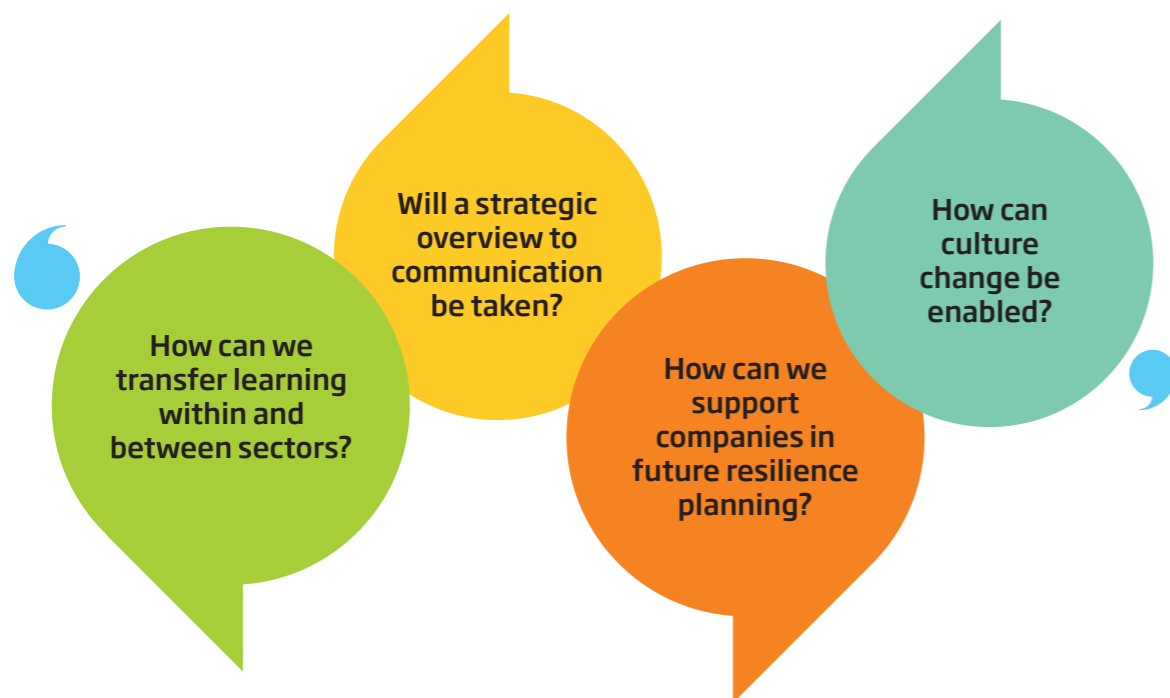 How can we
transfer learning
within and
between sectors?
Will a strategic
overview to
communication
be taken?
How can we
support
companies in
future resilience
planning?
How can
culture
change be
enabled?